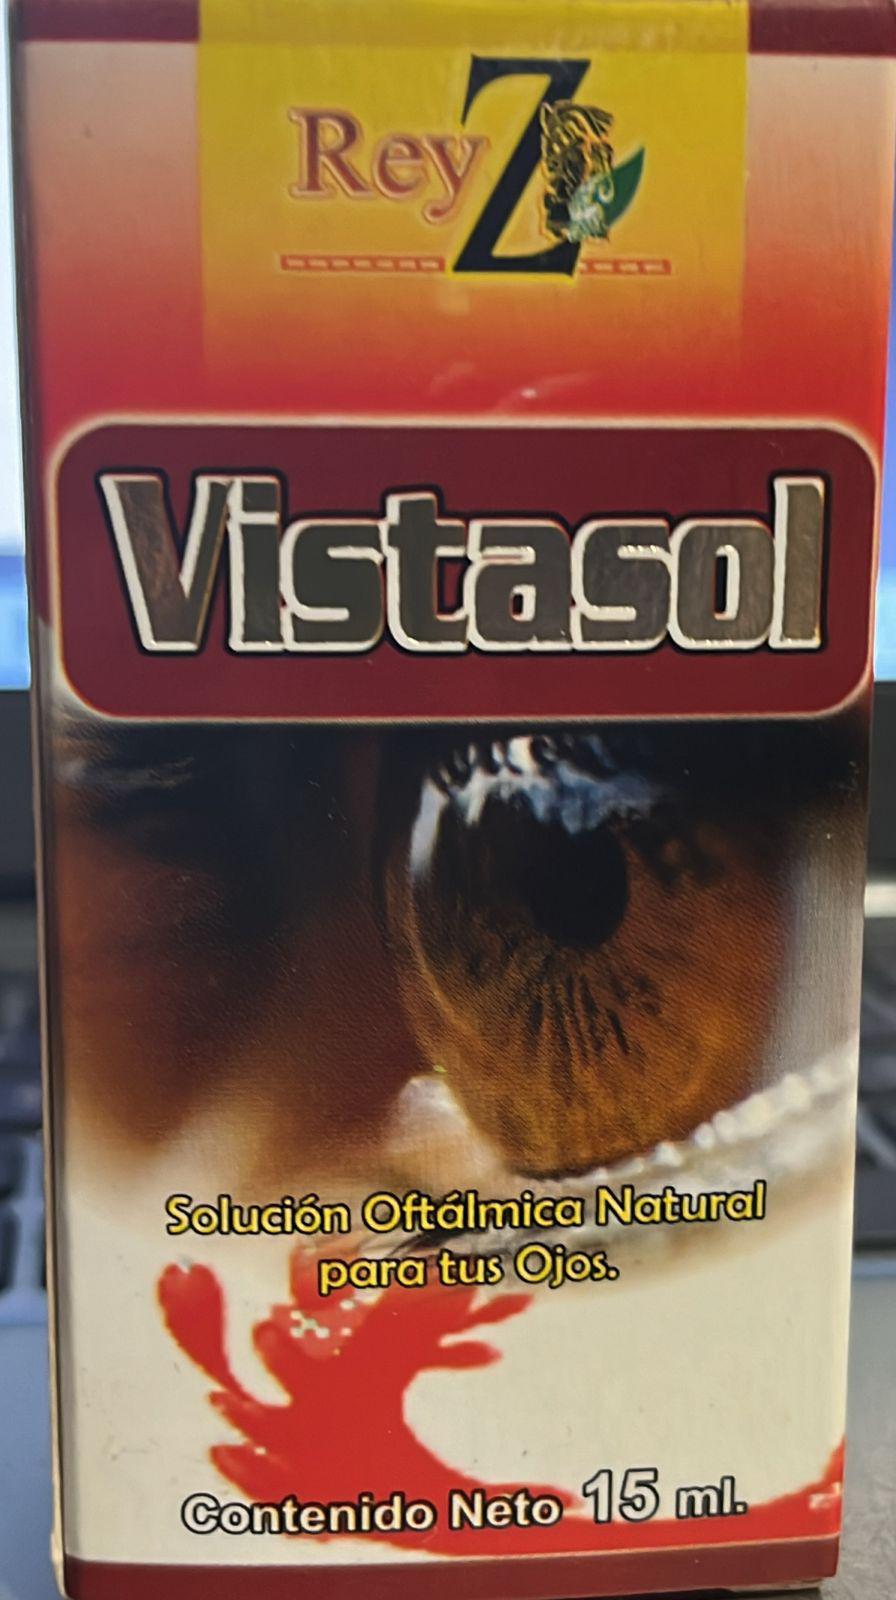 Rey Z
Vistasol
Solución Oftálmica Natural
para tus Ojos.
Contenido Neto 15 ml.